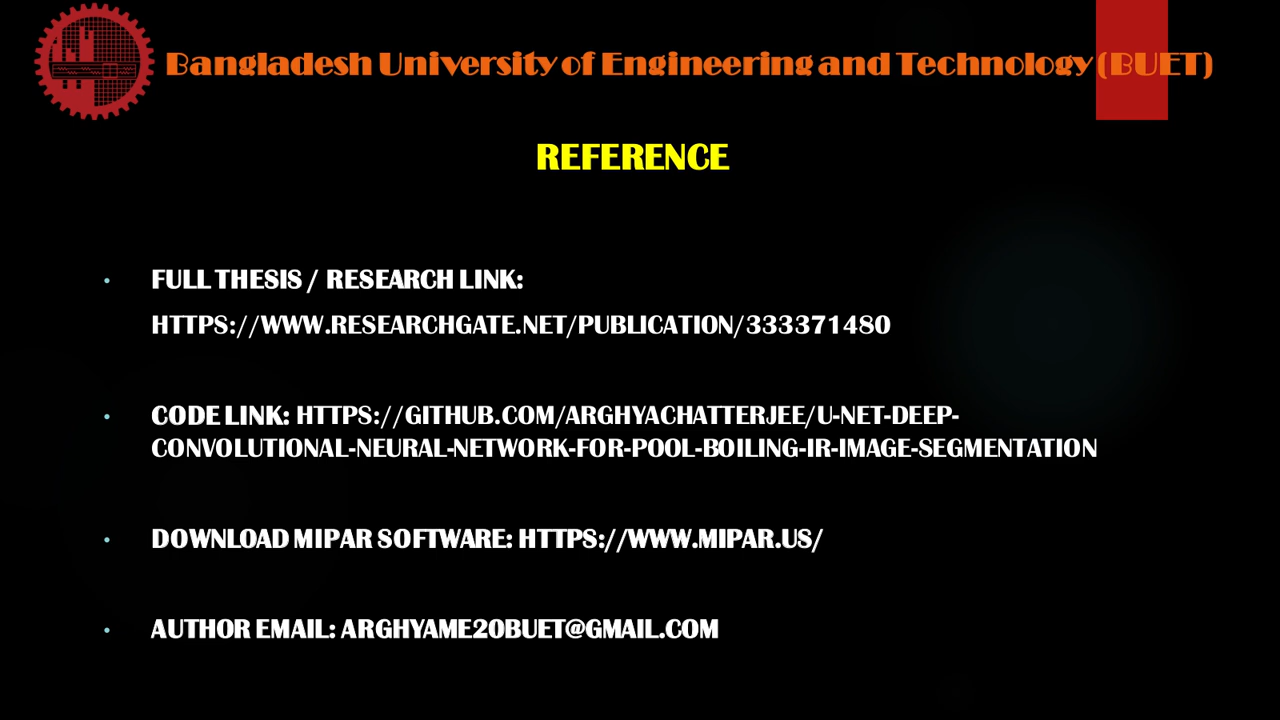 Bangladesh University of Engineering and Technology (BUET)
REFERENCE
• FULL THESIS / RESEARCH LINK:
HTTPS://WWW.RESEARCHGATE.NET/PUBLICATION/333371480
• CODE LINK: HTTPS://GITHUB.COM/ARGHYACHATTERJEE/U-NET-DEEP-
CONVOLUTIONAL-NEURAL-NETWORK-FOR-POOL-BOILING-IR-IMAGE-SEGMENTATION
• DOWNLOAD MIPAR SOFTWARE: HTTPS://WWW.MIPAR.US/
• AUTHOR EMAIL: ARGHYAME20BUET@GMAIL.COM